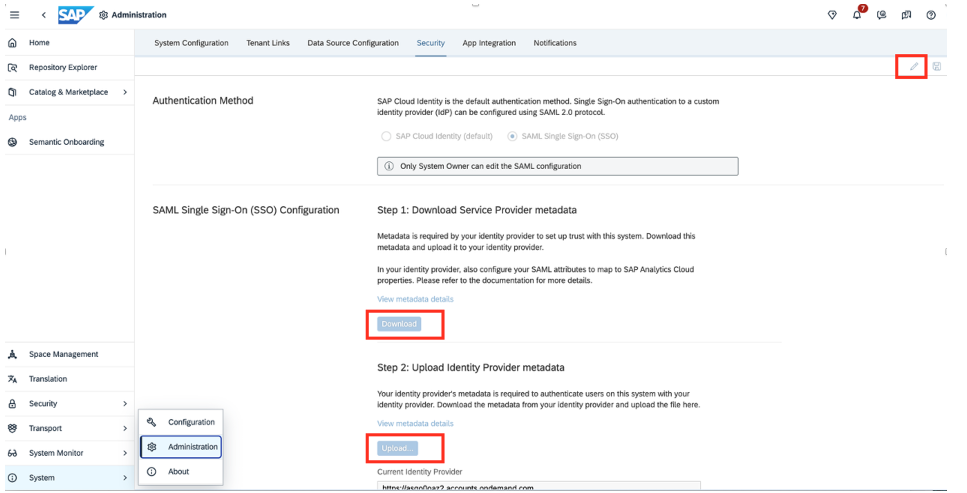 SAP Administration
7
Home
Repository Explorer
Catalog & Marketplace
Apps
Semantic Onboarding
Space Management
Translation
Security
Transport
System Monitor
System
Configuration
Administration
About
System Configuration Tenant Links Data Source Configuration Security App Integration Notifications
Authentication Method
SAP Cloud Identity is the default authentication method. Single Sign-On authentication to a custom
identity provider (IdP) can be configured using SAML 2.0 protocol.
SAP Cloud Identity (default) SAML Single Sign-On (SSO)
Only System Owner can edit the SAML configuration
SAML Single Sign-On (SSO) Configuration
Step 1: Download Service Provider metadata
Metadata is required by your identity provider to set up trust with this system. Download this
metadata and upload it to your identity provider.
In your identity provider, also configure your SAML attributes to map to SAP Analytics Cloud
properties. Please refer to the documentation for more details.
View metadata details
Download
Step 2: Upload Identity Provider metadata
Your identity provider's metadata is required to authenticate users on this system with your
identity provider. Download the metadata from your identity provider and upload the file here.
View metadata details
Upload...
Current Identity Provider